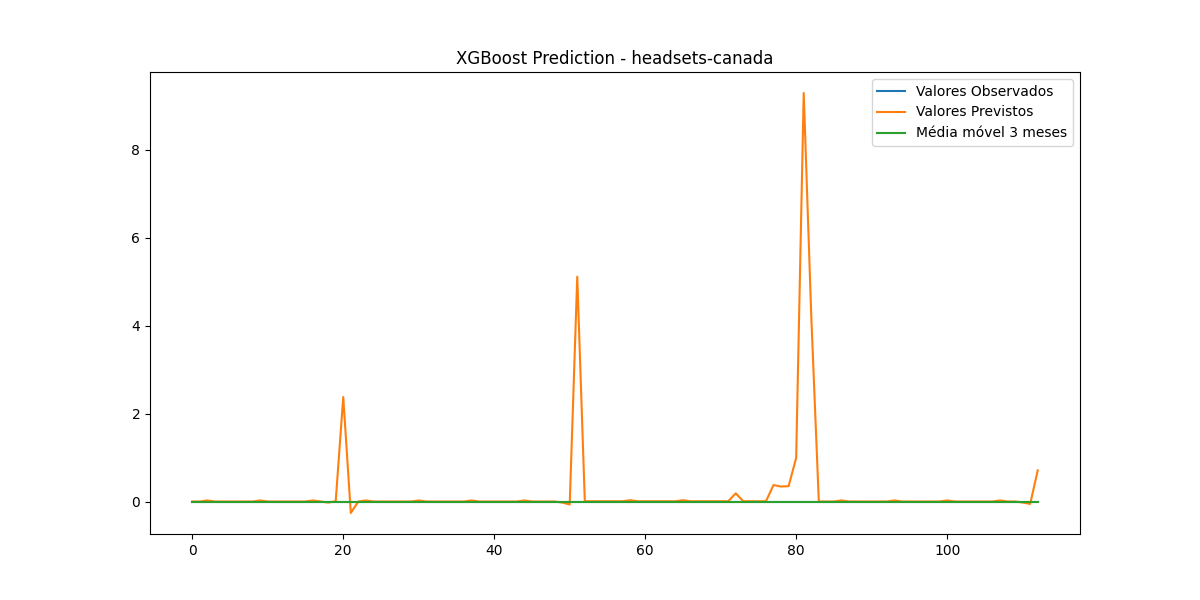 XGBoost Prediction - headsets-canada
Valores Observados
Valores Previstos
Média móvel 3 meses
8
6
4
2
0
0
20
40
60
80
100